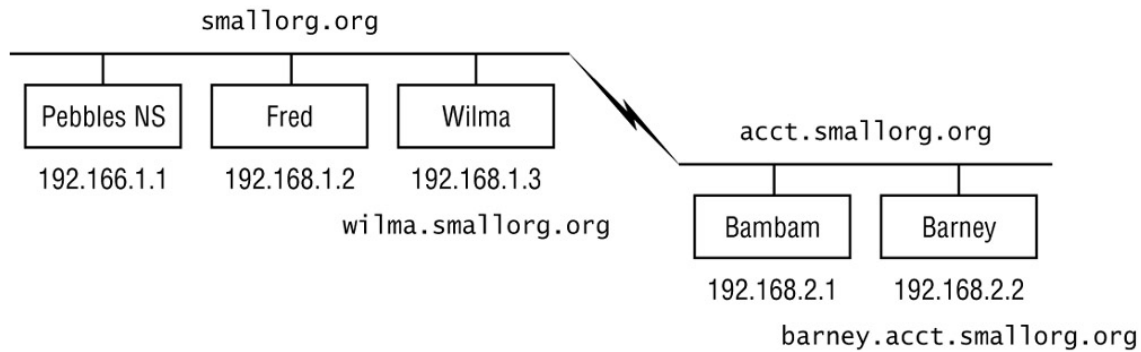 smallorg.org
Pebbles NS
Fred
Wilma
192.166.1.1
192.168.1.2
192.168.1.3
wilma.smallorg.org
acct.smallorg.org
Bambam
Barney
192.168.2.1
192.168.2.2
barney.acct.smallorg.org